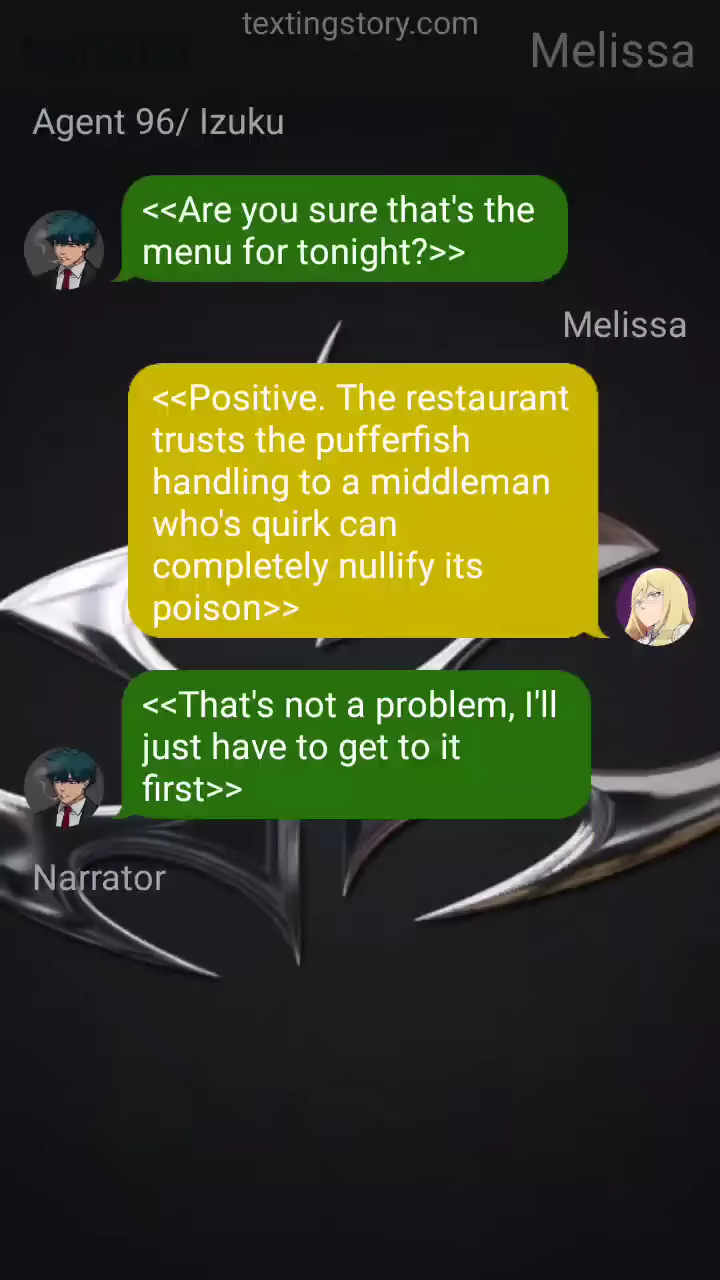 textingstory.com
Melissa
Agent 96/ Izuku
<<Are you sure that's the
menu for tonight?>>
Melissa
<<Positive. The restaurant
trusts the pufferfish
handling to a middleman
who's quirk can
completely nullify its
poison>>
<<That's not a problem, I'll
just have to get to it
first>>
Narrator